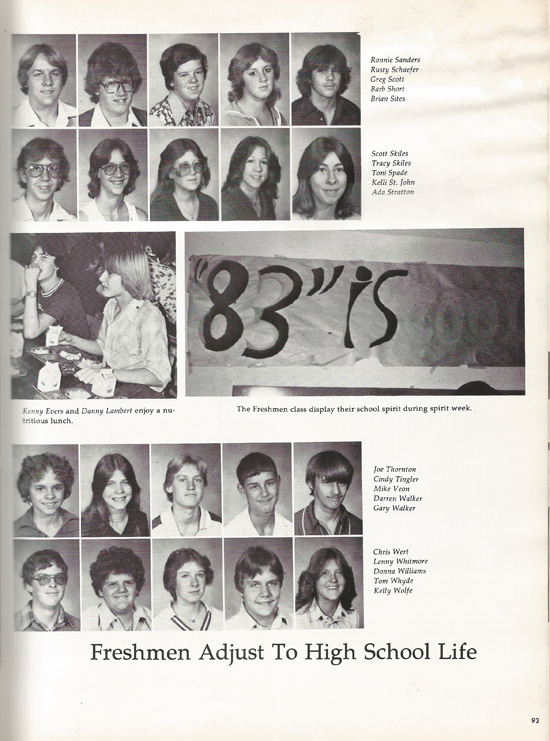 Ronnie Sanders
Rusty Schaefer
Greg Scott
Barb Short
Brian Sites
Scott Skiles
Tracy Skiles
Toni Spade
Kelli St. John
Ada Stratton
"83" is
Kenny Evers and Danny Lambert enjoy a nu-
tritious lunch.
The Freshmen class display their school spirit during spirit week.
Joe Thornton
Cindy Tingler
Mike Veon
Darren Walker
Gary Walker
Chris Wert
Lenny Whitmore
Donna Williams
Tom Whyde
Kelly Wolfe
Freshmen Adjust To High School Life
93